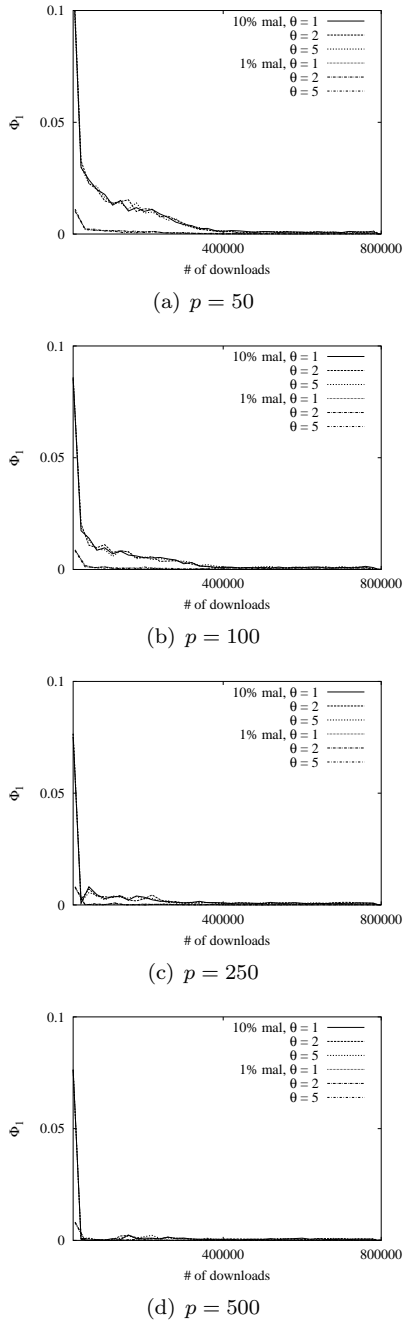 0.1
10% mal, θ = 1
θ = 2
θ = 5
1% mal, θ = 1
θ = 2
θ = 5
Φ1
0.05
0
400000
800000
# of downloads
(a) p = 50
0.1
10% mal, θ = 1
θ = 2
θ = 5
1% mal, θ = 1
θ = 2
θ = 5
Φ1
0.05
0
400000
800000
# of downloads
(b) p = 100
0.1
10% mal, θ = 1
θ = 2
θ = 5
1% mal, θ = 1
θ = 2
θ = 5
Φ1
0.05
0
400000
800000
# of downloads
(c) p = 250
0.1
10% mal, θ = 1
θ = 2
θ = 5
1% mal, θ = 1
θ = 2
θ = 5
Φ1
0.05
0
400000
800000
# of downloads
(d) p = 500